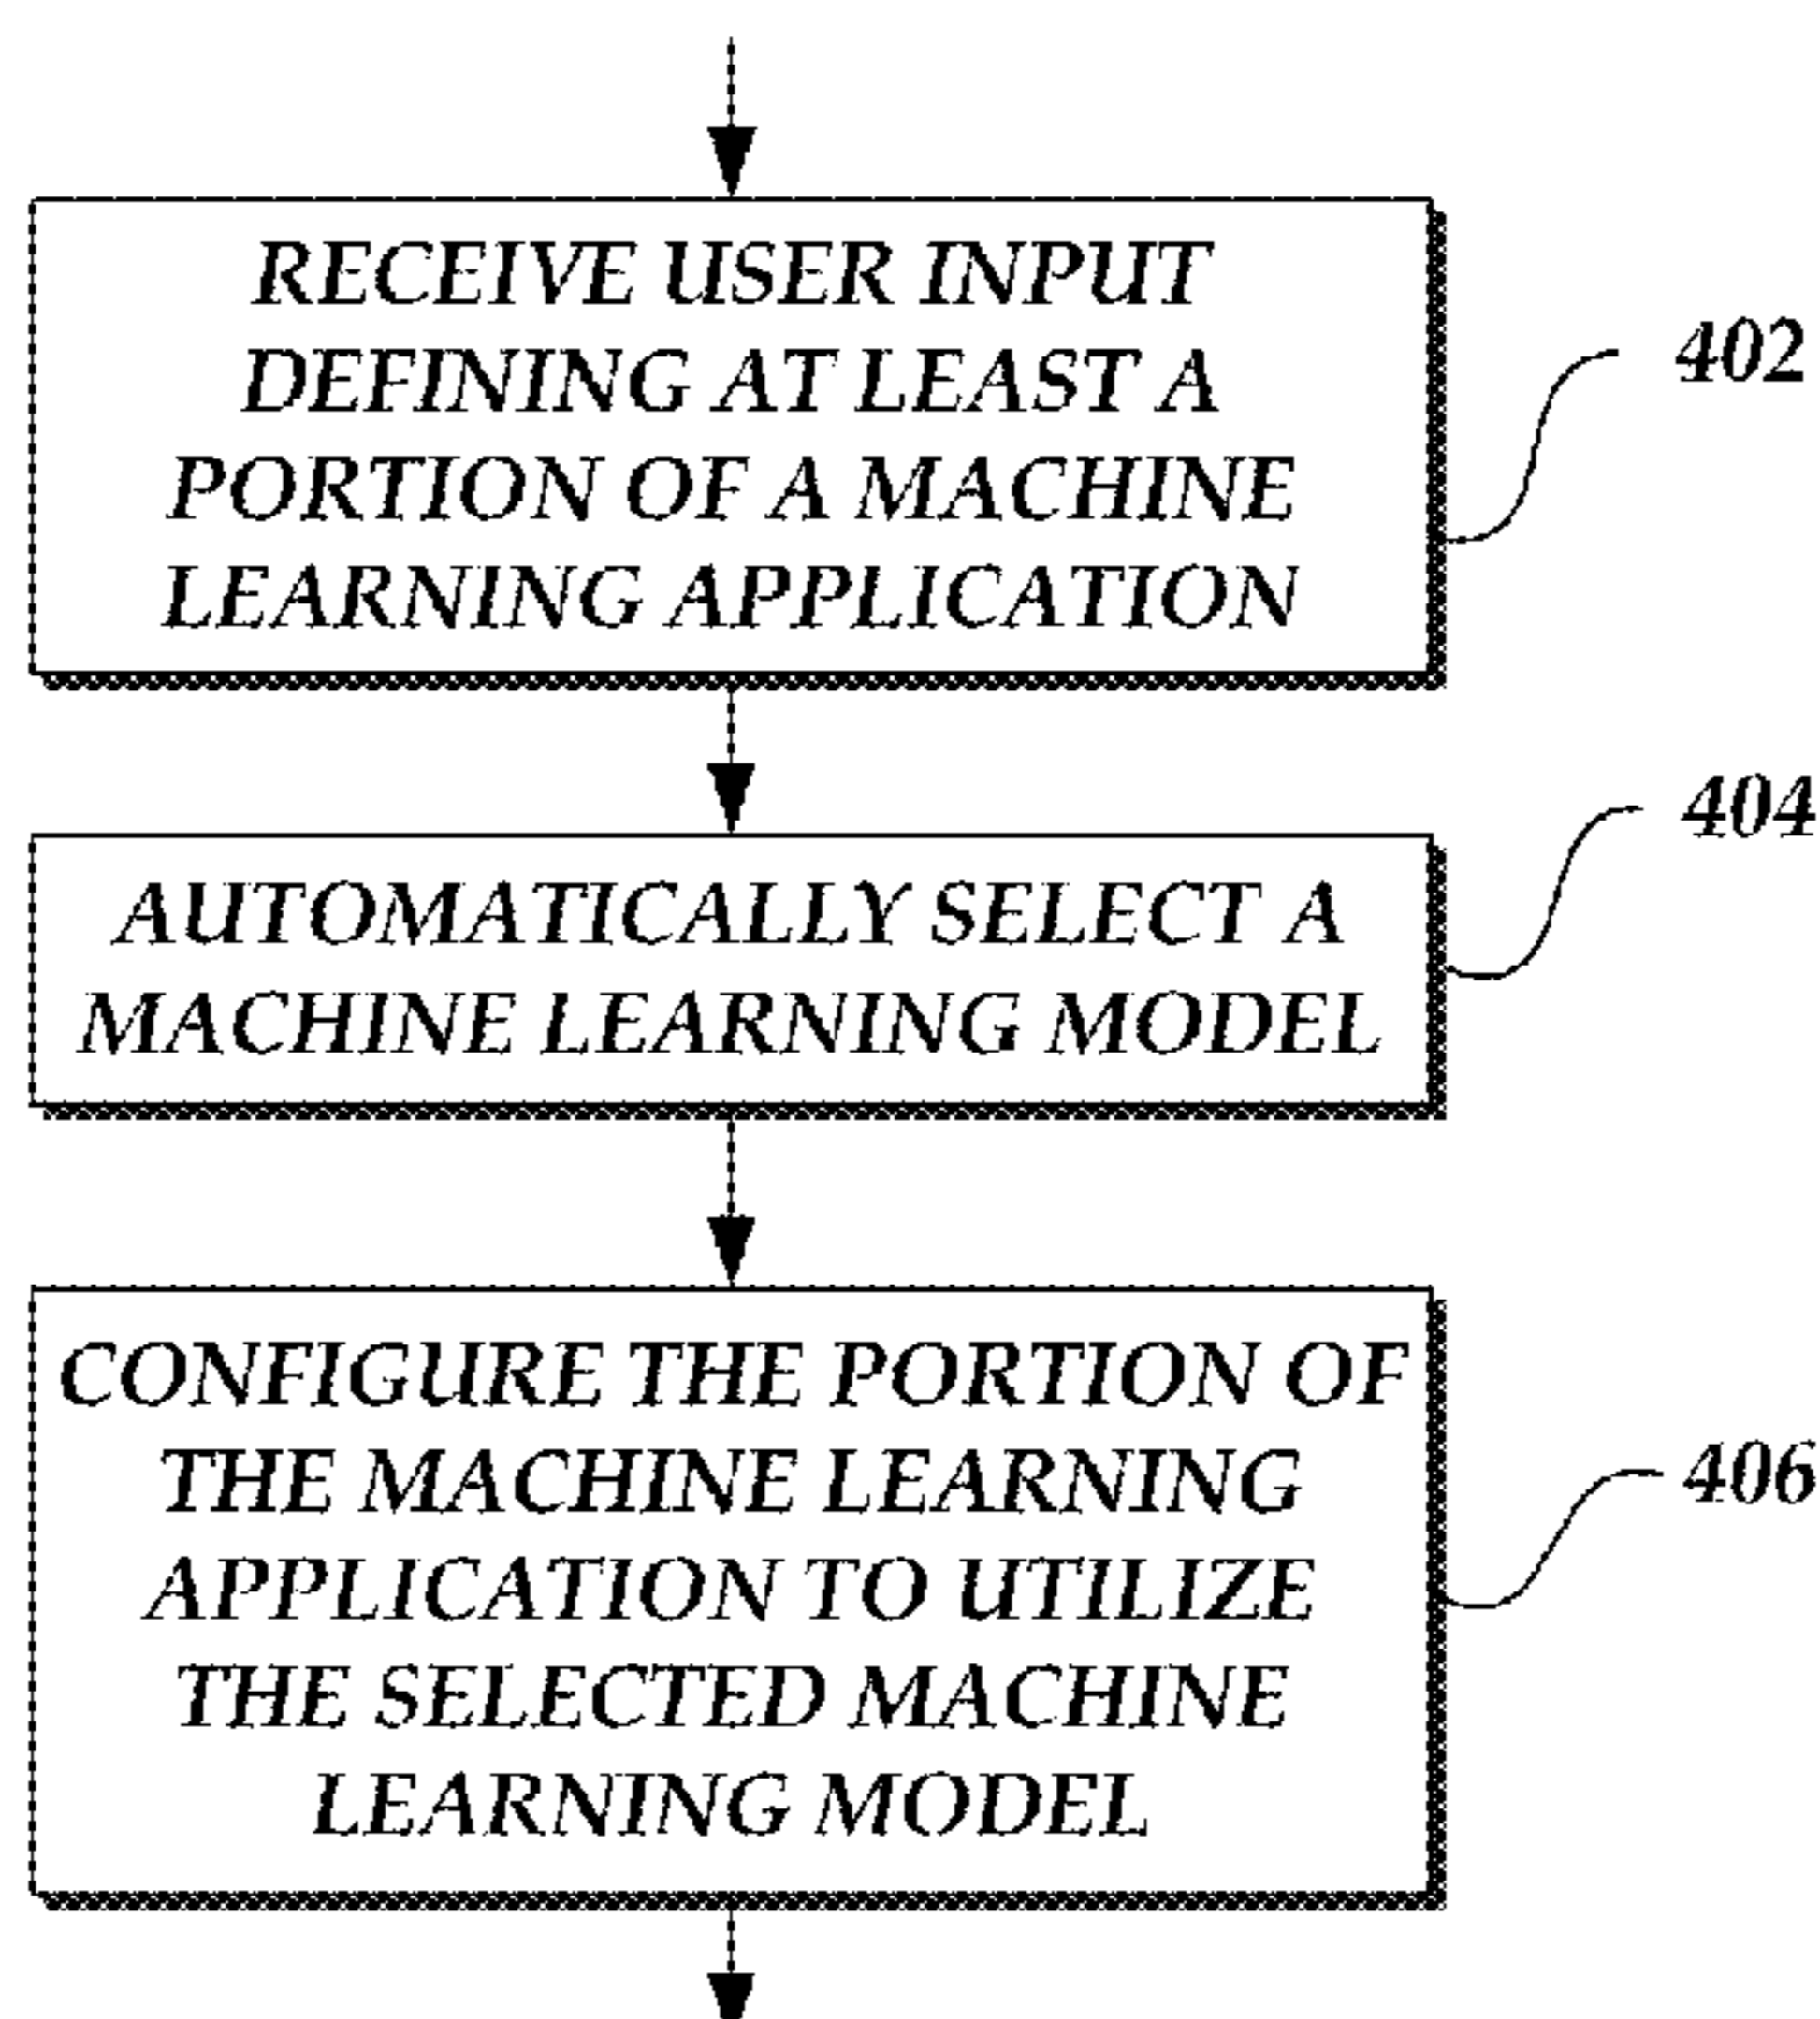 RECEIVE USER INPUT
DEFINING AT LEAST A
PORTION OF A MACHINE
LEARNING APPLICATION
402
AUTOMATICALLY SELECT A
MACHINE LEARNING MODEL
404
CONFIGURE THE PORTION OF
THE MACHINE LEARNING
APPLICATION TO UTILIZE
THE SELECTED MACHINE
LEARNING MODEL
406